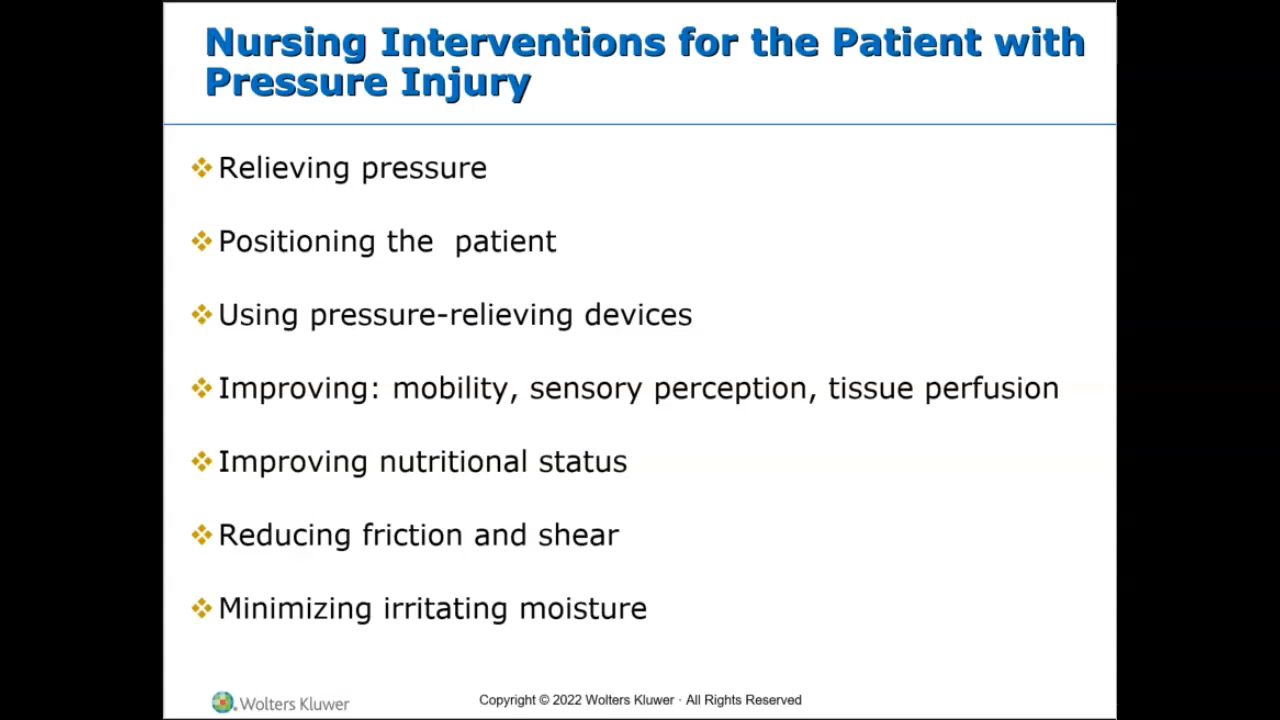 Nursing Interventions for the Patient with
Pressure Injury
Relieving pressure
Positioning the  patient
Using pressure-relieving devices
Improving: mobility, sensory perception, tissue perfusion
Improving nutritional status
Reducing friction and shear
Minimizing irritating moisture
Wolters Kluwer
Copyright © 2022 Wolters Kluwer · All Rights Reserved